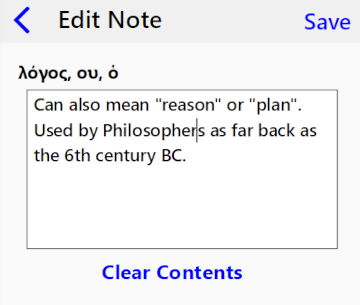 Edit Note
Save
λόγος, ου, ὁ
Can also mean "reason" or "plan".
Used by Philosophers as far back as
the 6th century BC.
Clear Contents